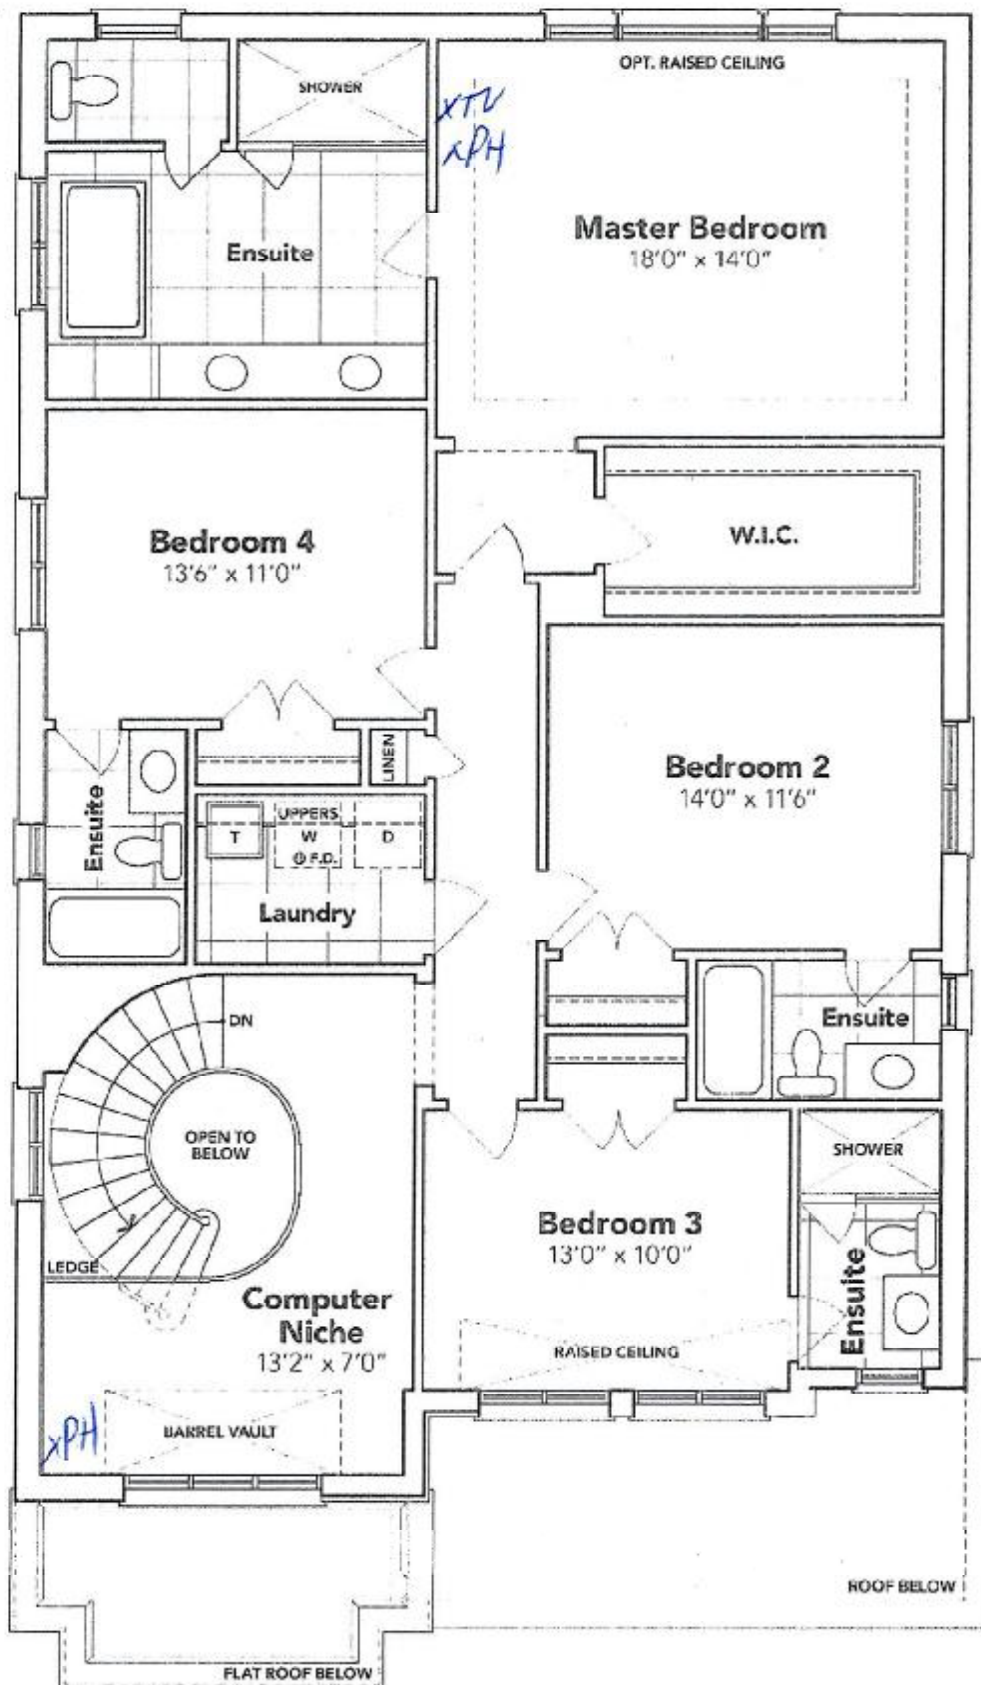 OPT. RAISED CEILING
SHOWER
xTV
xPH
Master Bedroom
18'0" x 14'0"
Ensuite
W.I.C.
Bedroom 4
13'6" x 11'0"
LINEN
Bedroom 2
14'0" x 11'6"
Ensuite
UPPERS
T
W
D
F.D.
Laundry
DN
Ensuite
OPEN TO
BELOW
SHOWER
Bedroom 3
13'0" x 10'0"
Ensuite
LEDGE
Computer
Niche
13'2" x 7'0"
RAISED CEILING
xPH
BARREL VAULT
ROOF BELOW
FLAT ROOF BELOW